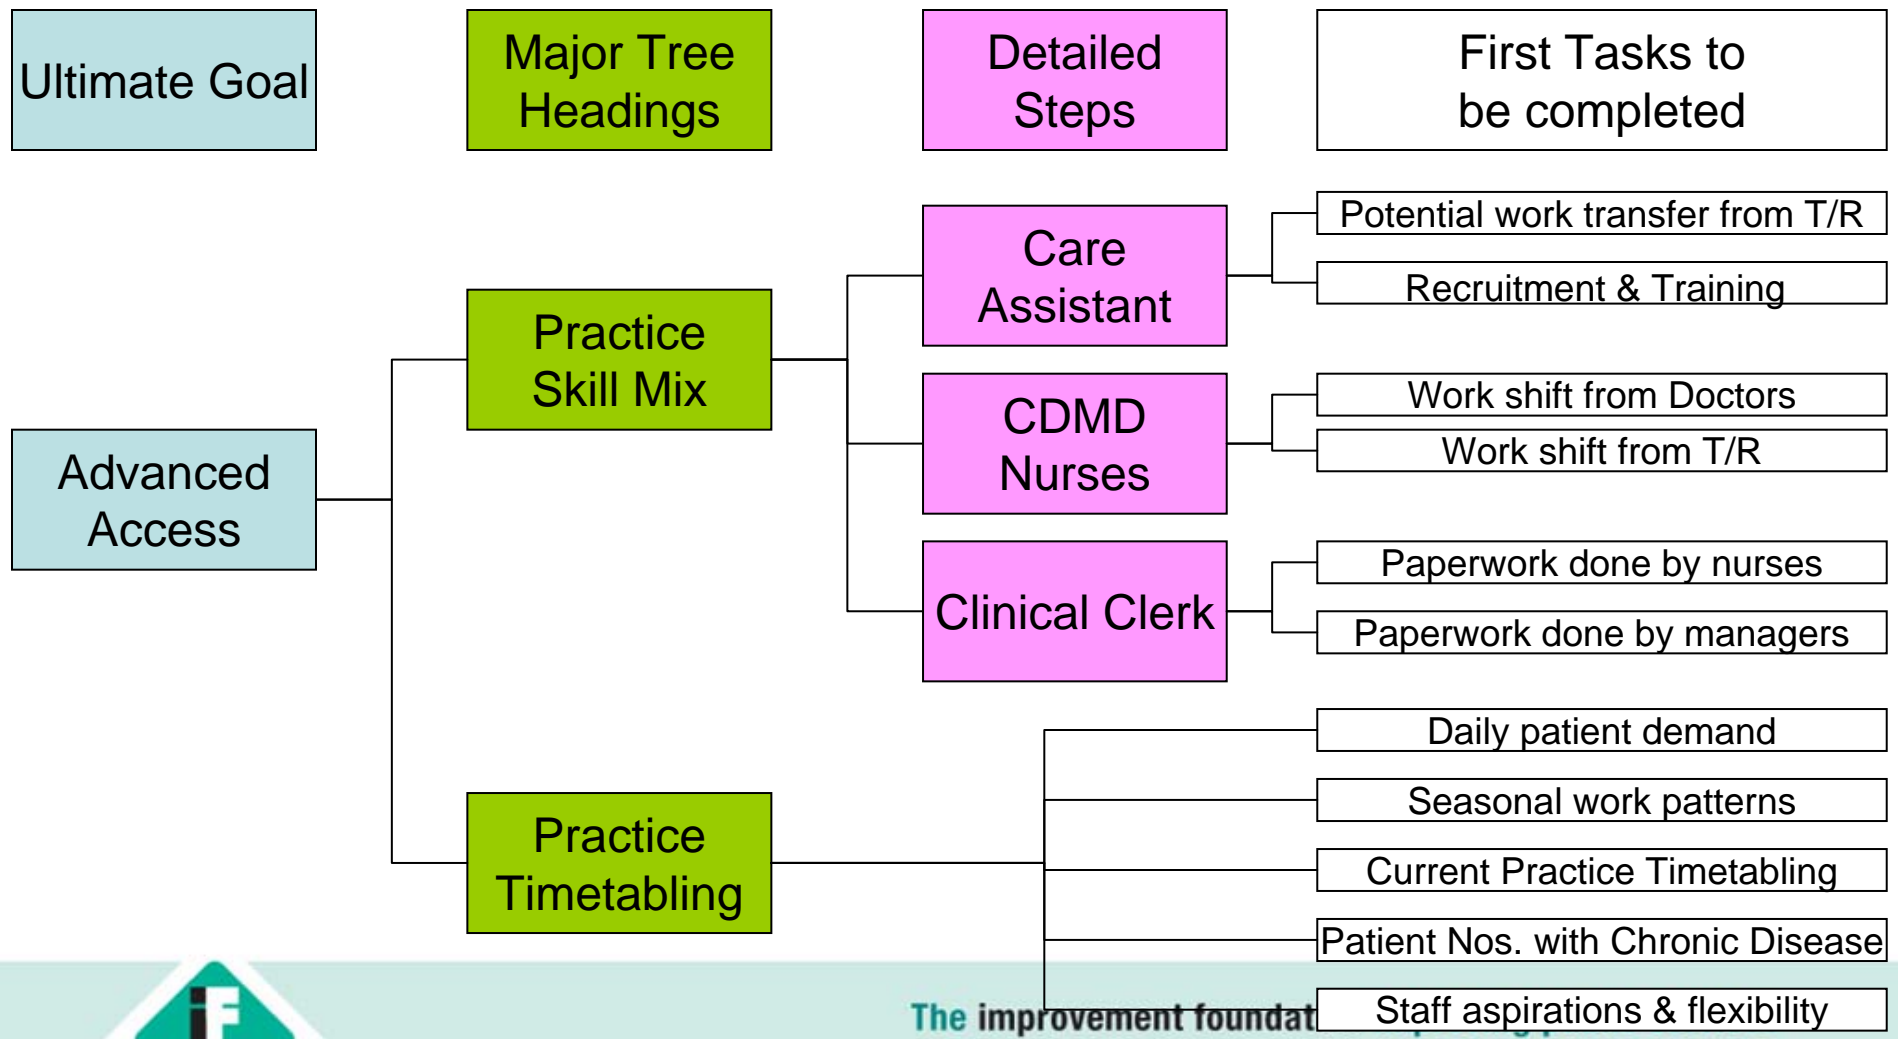 Ultimate Goal
Major Tree
Headings
Detailed
Steps
First Tasks to
be completed
Advanced
Access
Practice
Skill Mix
Care
Assistant
Potential work transfer from T/R
Recruitment & Training
CDMD
Nurses
Work shift from Doctors
Work shift from T/R
Clinical Clerk
Paperwork done by nurses
Paperwork done by managers
Practice
Timetabling
Daily patient demand
Seasonal work patterns
Current Practice Timetabling
Patient Nos. with Chronic Disease
Staff aspirations & flexibility
if
The improvement foundat